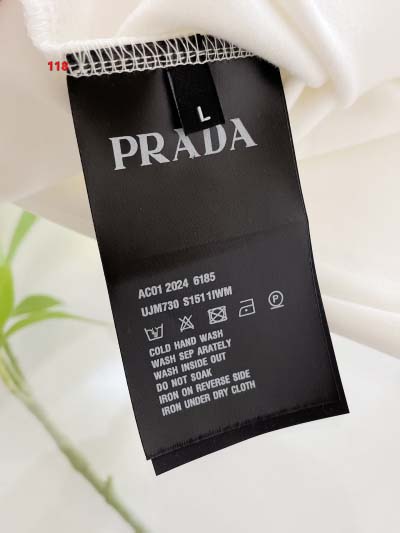 118
L
PRADA
AC01 2024 6185
UJM730 S151 1IWM
COLD HAND WASH
WASH SEP ARATELY
WASH INSIDE OUT
DO NOT SOAK
IRON ON REVERSE SIDE
IRON UNDER DRY CLOTH